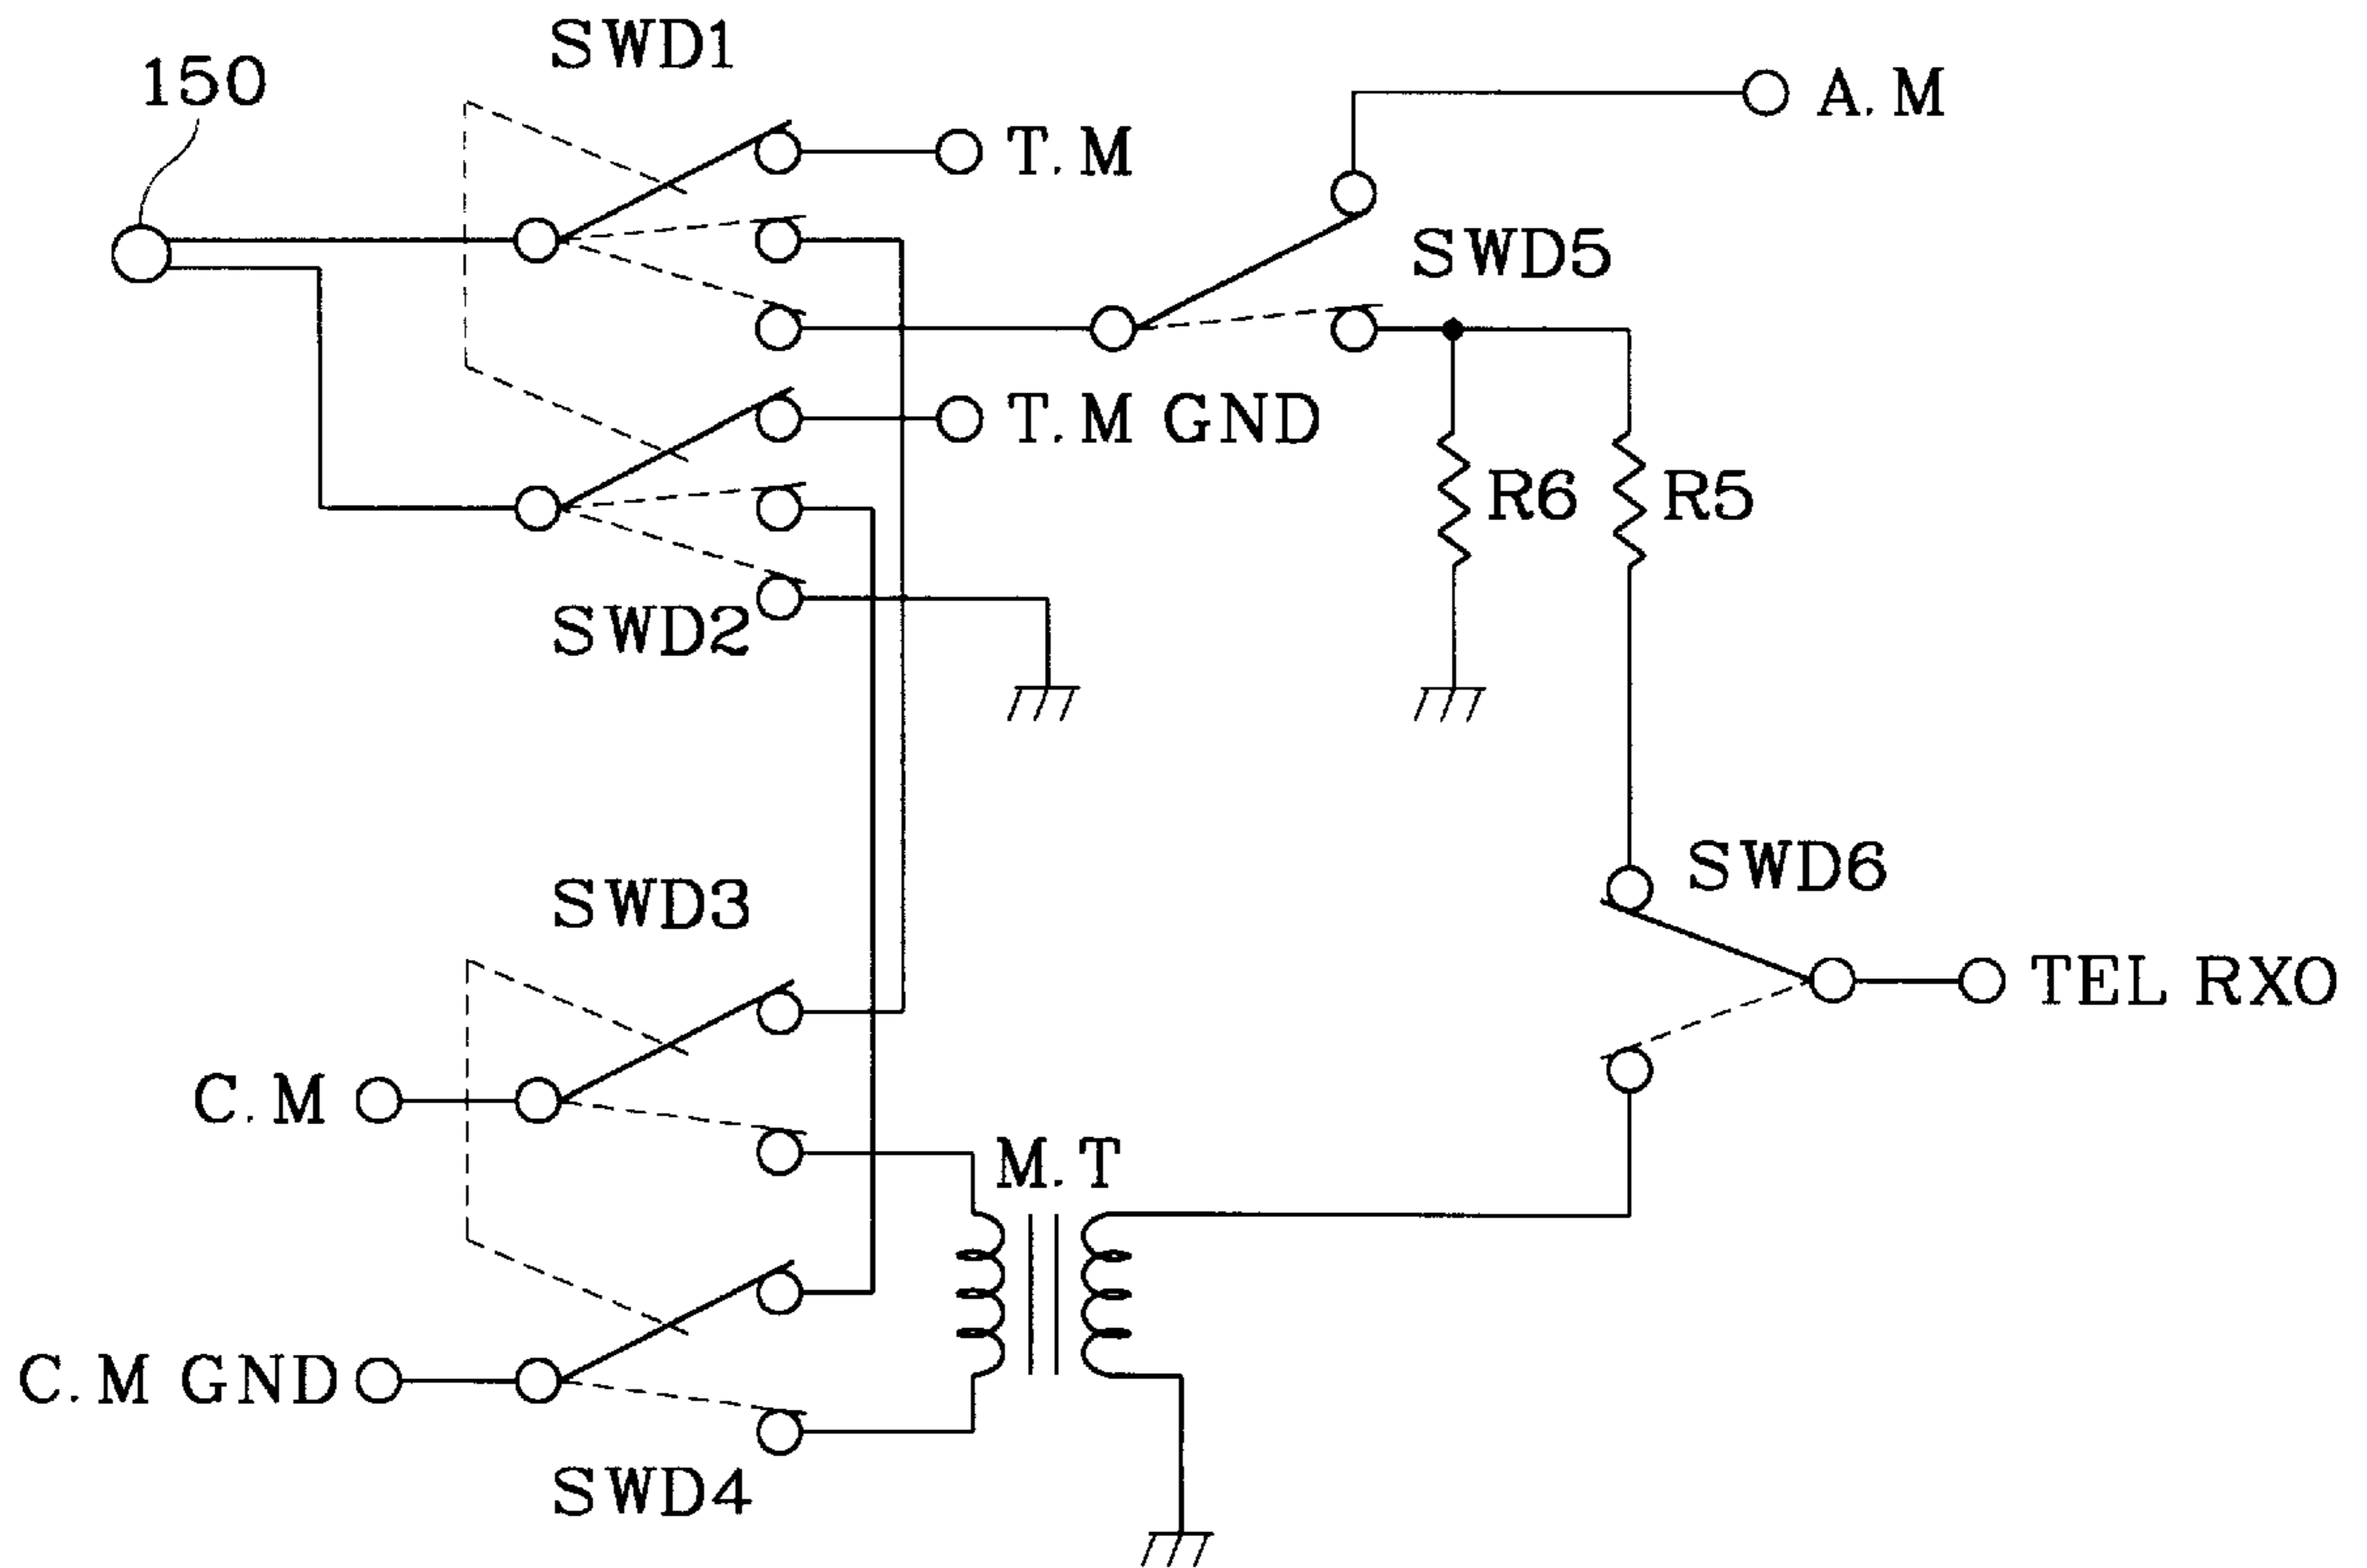 SWD1
150
A.M
T.M
SWD5
T.M GND
R6
R5
SWD2
SWD6
SWD3
TEL RXO
C.M
M.T
C.M GND
SWD4